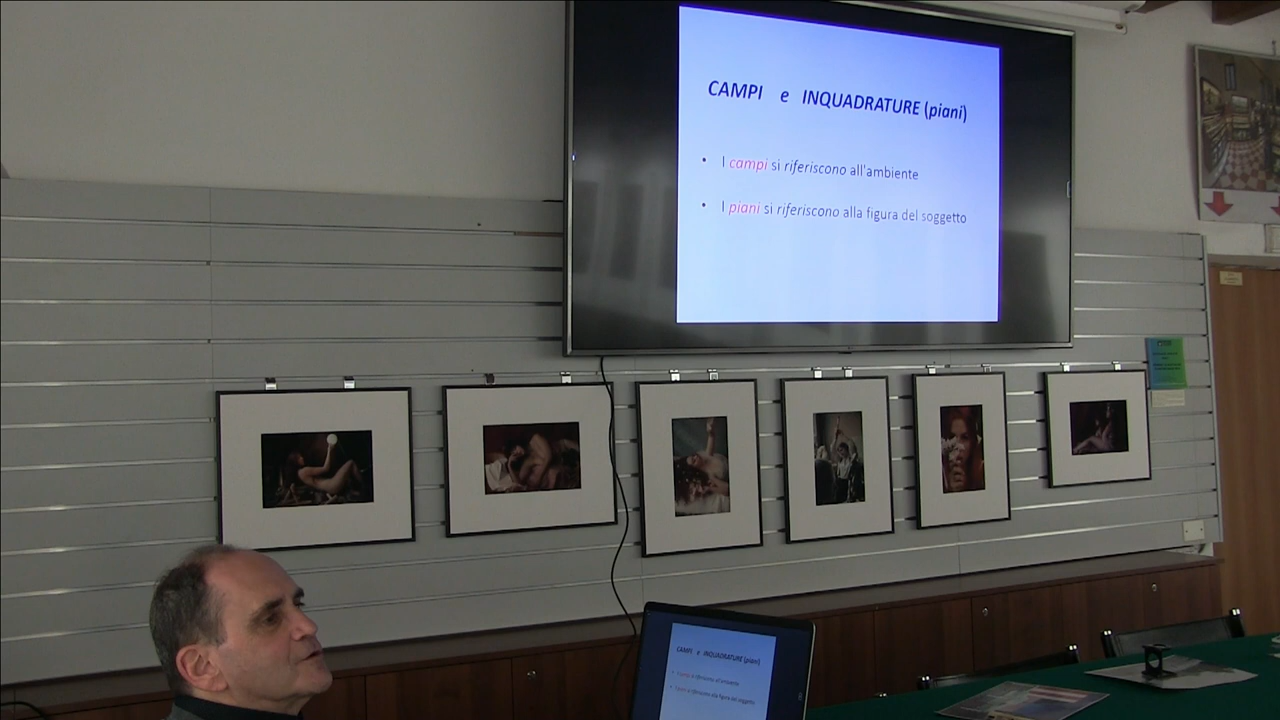 CAMPI e INQUADRATURE (piani)
• I campi si riferiscono all'ambiente
• I piani si riferiscono alla figura del soggetto
CAMPI e INQUADRATURE (piani)